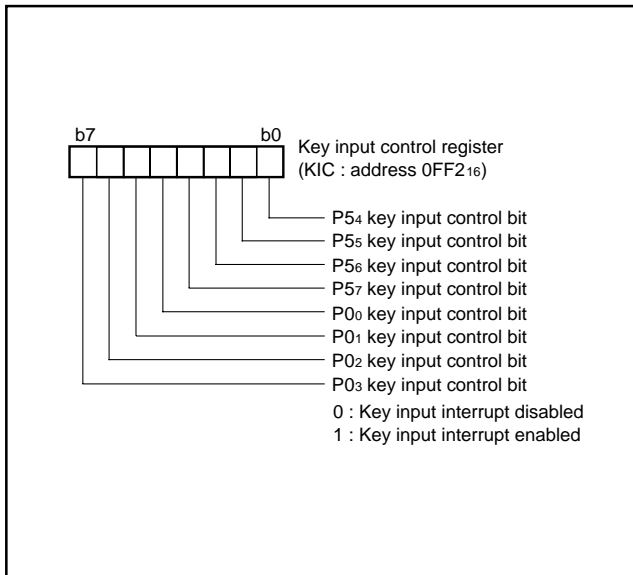 b7 b0
Key input control register
(KIC : address 0FF2₁₆)
P5₄ key input control bit
P5₅ key input control bit
P5₆ key input control bit
P5₇ key input control bit
P0₀ key input control bit
P0₁ key input control bit
P0₂ key input control bit
P0₃ key input control bit
0 : Key input interrupt disabled
1 : Key input interrupt enabled